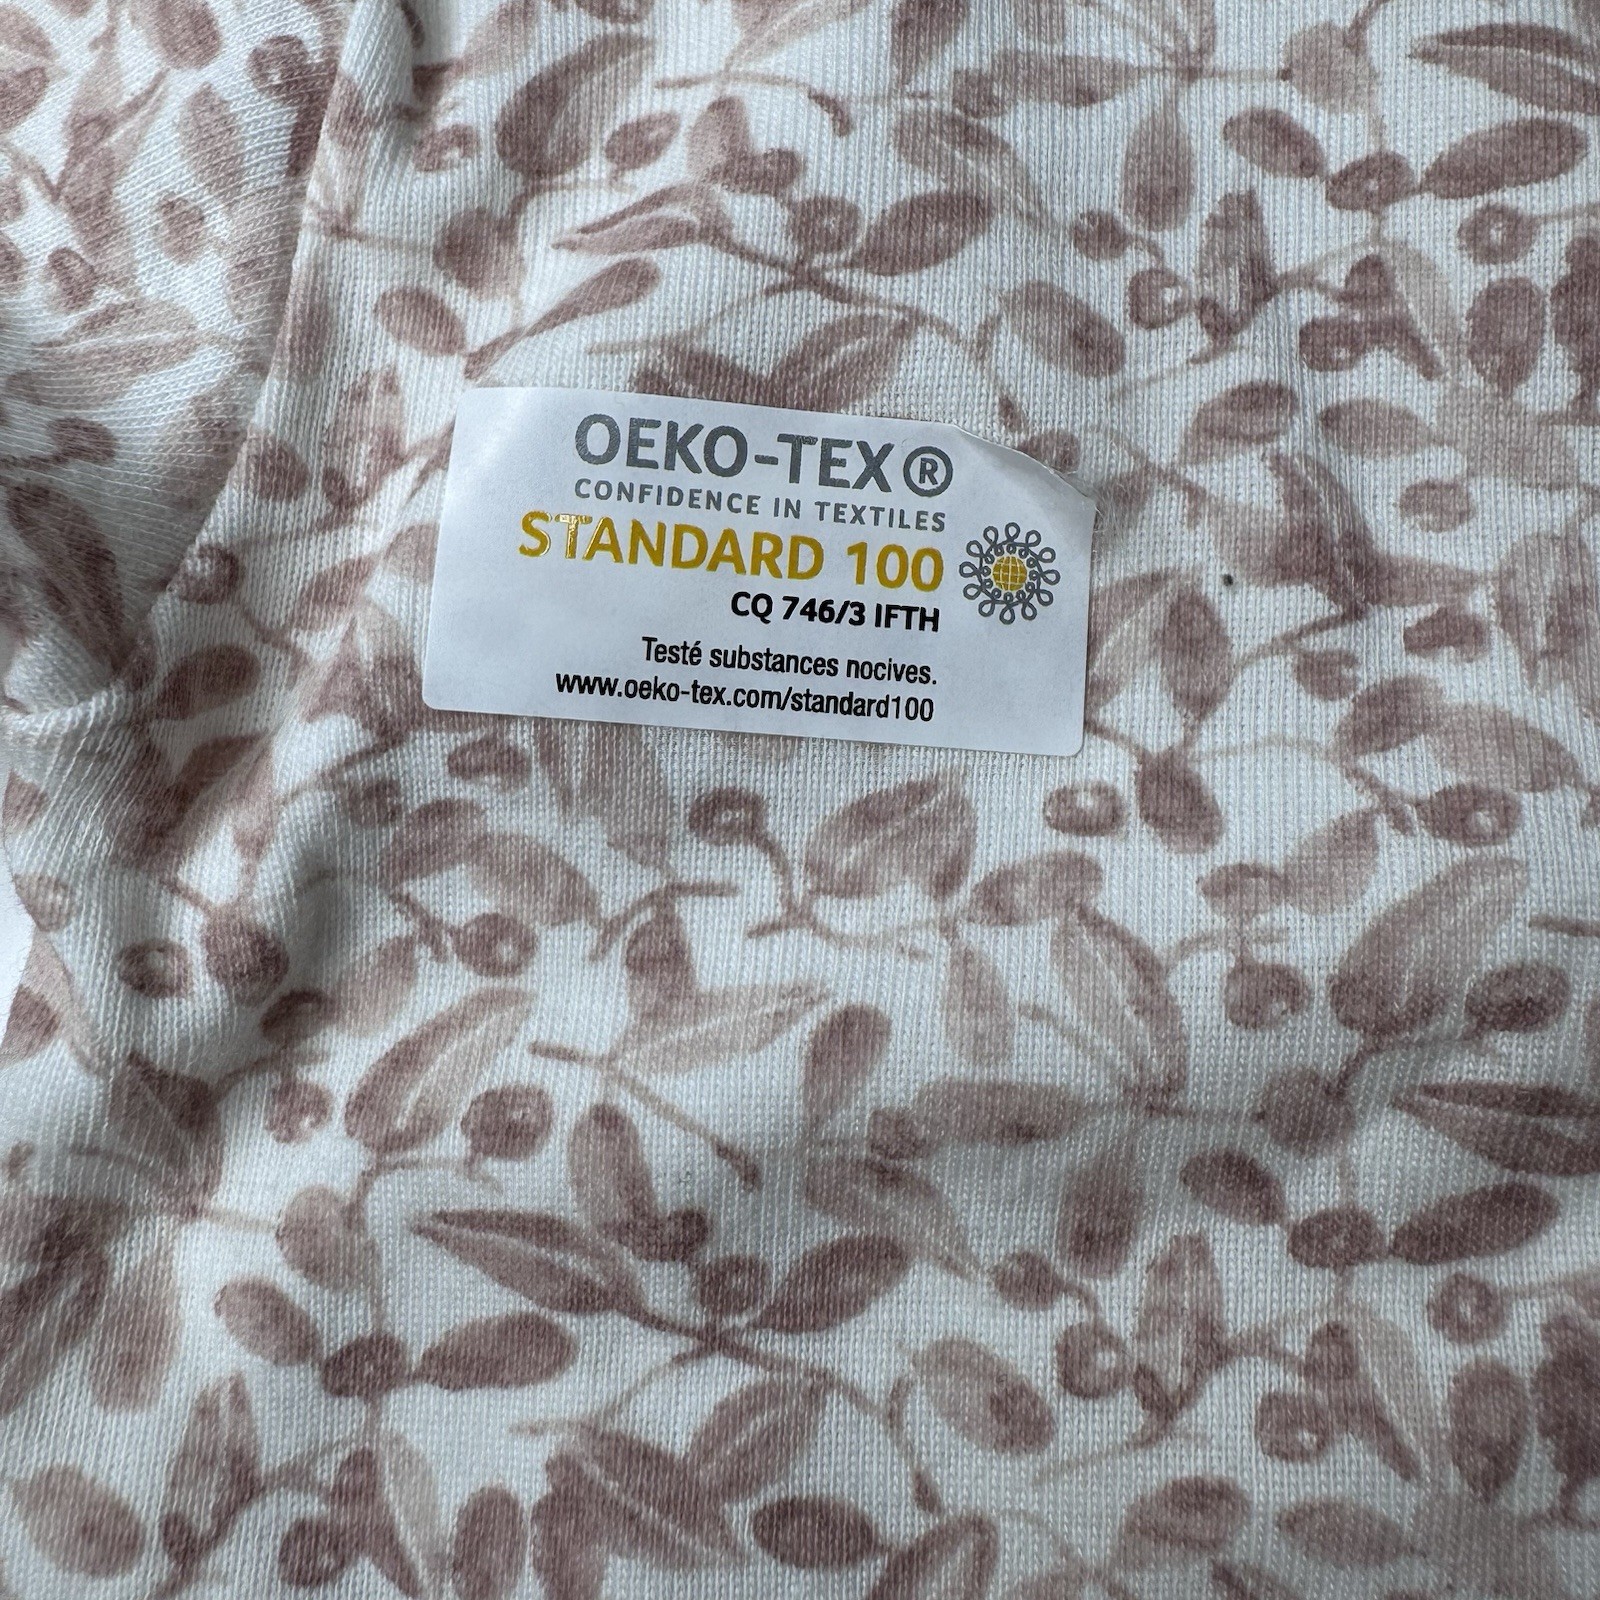 OEKO-TEX®
CONFIDENCE IN TEXTILES
STANDARD 100
CQ 746/3 IFTH
Testé substances nocives.
www.oeko-tex.com/standard100